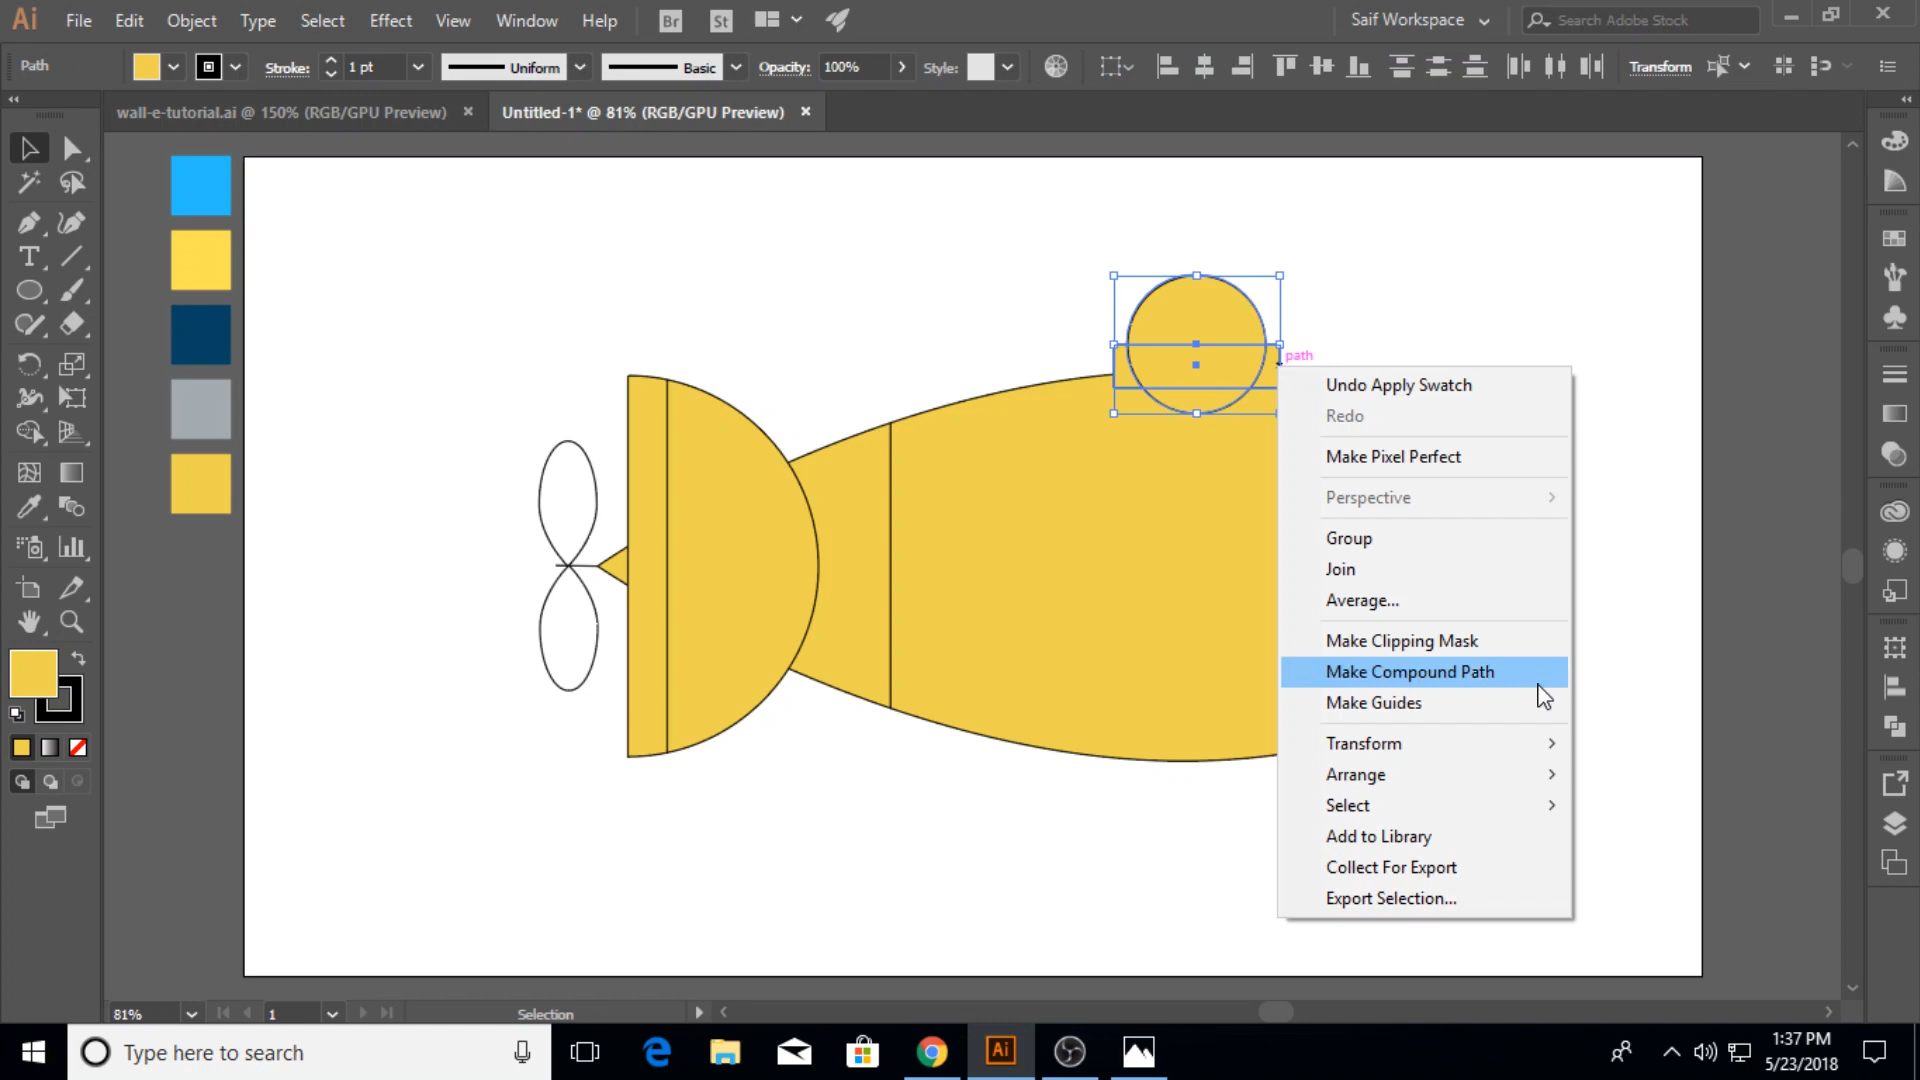 Ai File Edit Object Type Select Effect View Window Help Br St Saif Workspace Search Adobe Stock
Path Stroke: 1 pt Uniform Basic Opacity: 100% Style: Transform
wall-e-tutorial.ai @ 150% (RGB/GPU Preview) Untitled-1* @ 81% (RGB/GPU Preview)
path
Undo Apply Swatch
Redo
Make Pixel Perfect
Perspective
Group
Join
Average...
Make Clipping Mask
Make Compound Path
Make Guides
Transform
Arrange
Select
Add to Library
Collect For Export
Export Selection...
81% 1 Selection
Type here to search
Ai
1:37 PM
5/23/2018